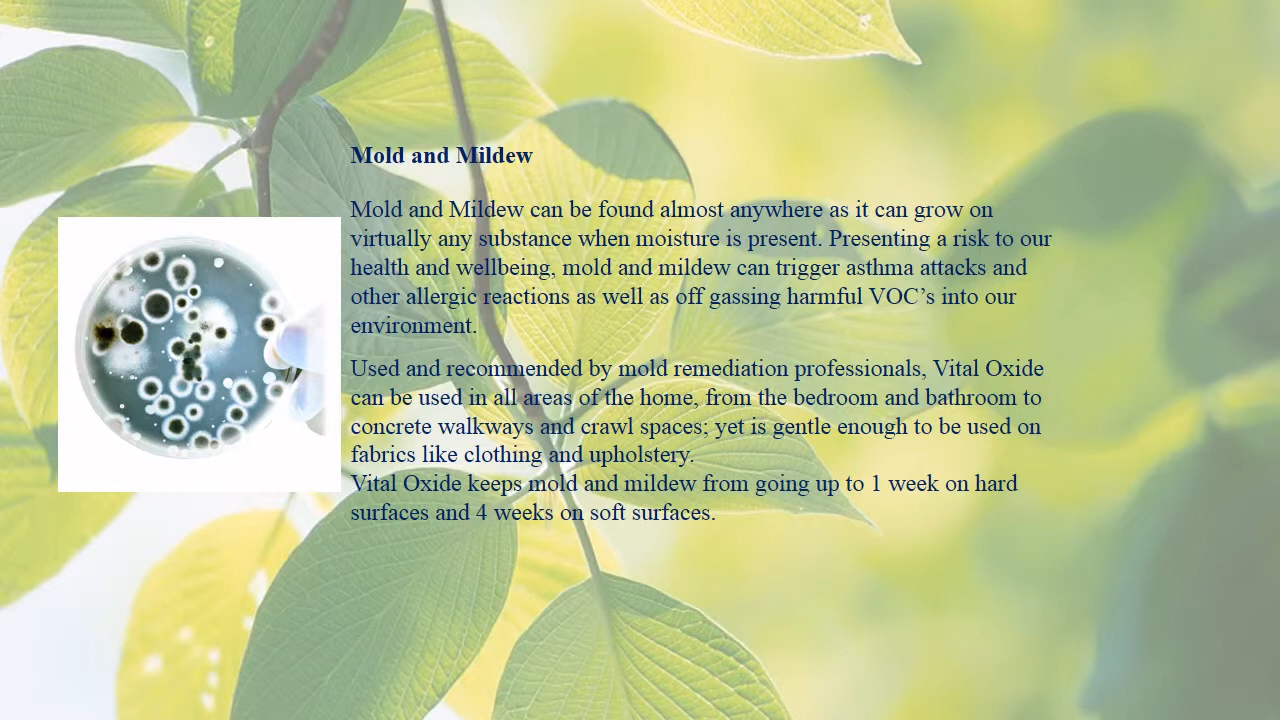 Mold and Mildew
Mold and Mildew can be found almost anywhere as it can grow on
virtually any substance when moisture is present. Presenting a risk to our
health and wellbeing, mold and mildew can trigger asthma attacks and
other allergic reactions as well as off gassing harmful VOC’s into our
environment.
Used and recommended by mold remediation professionals, Vital Oxide
can be used in all areas of the home, from the bedroom and bathroom to
concrete walkways and crawl spaces; yet is gentle enough to be used on
fabrics like clothing and upholstery.
Vital Oxide keeps mold and mildew from going up to 1 week on hard
surfaces and 4 weeks on soft surfaces.